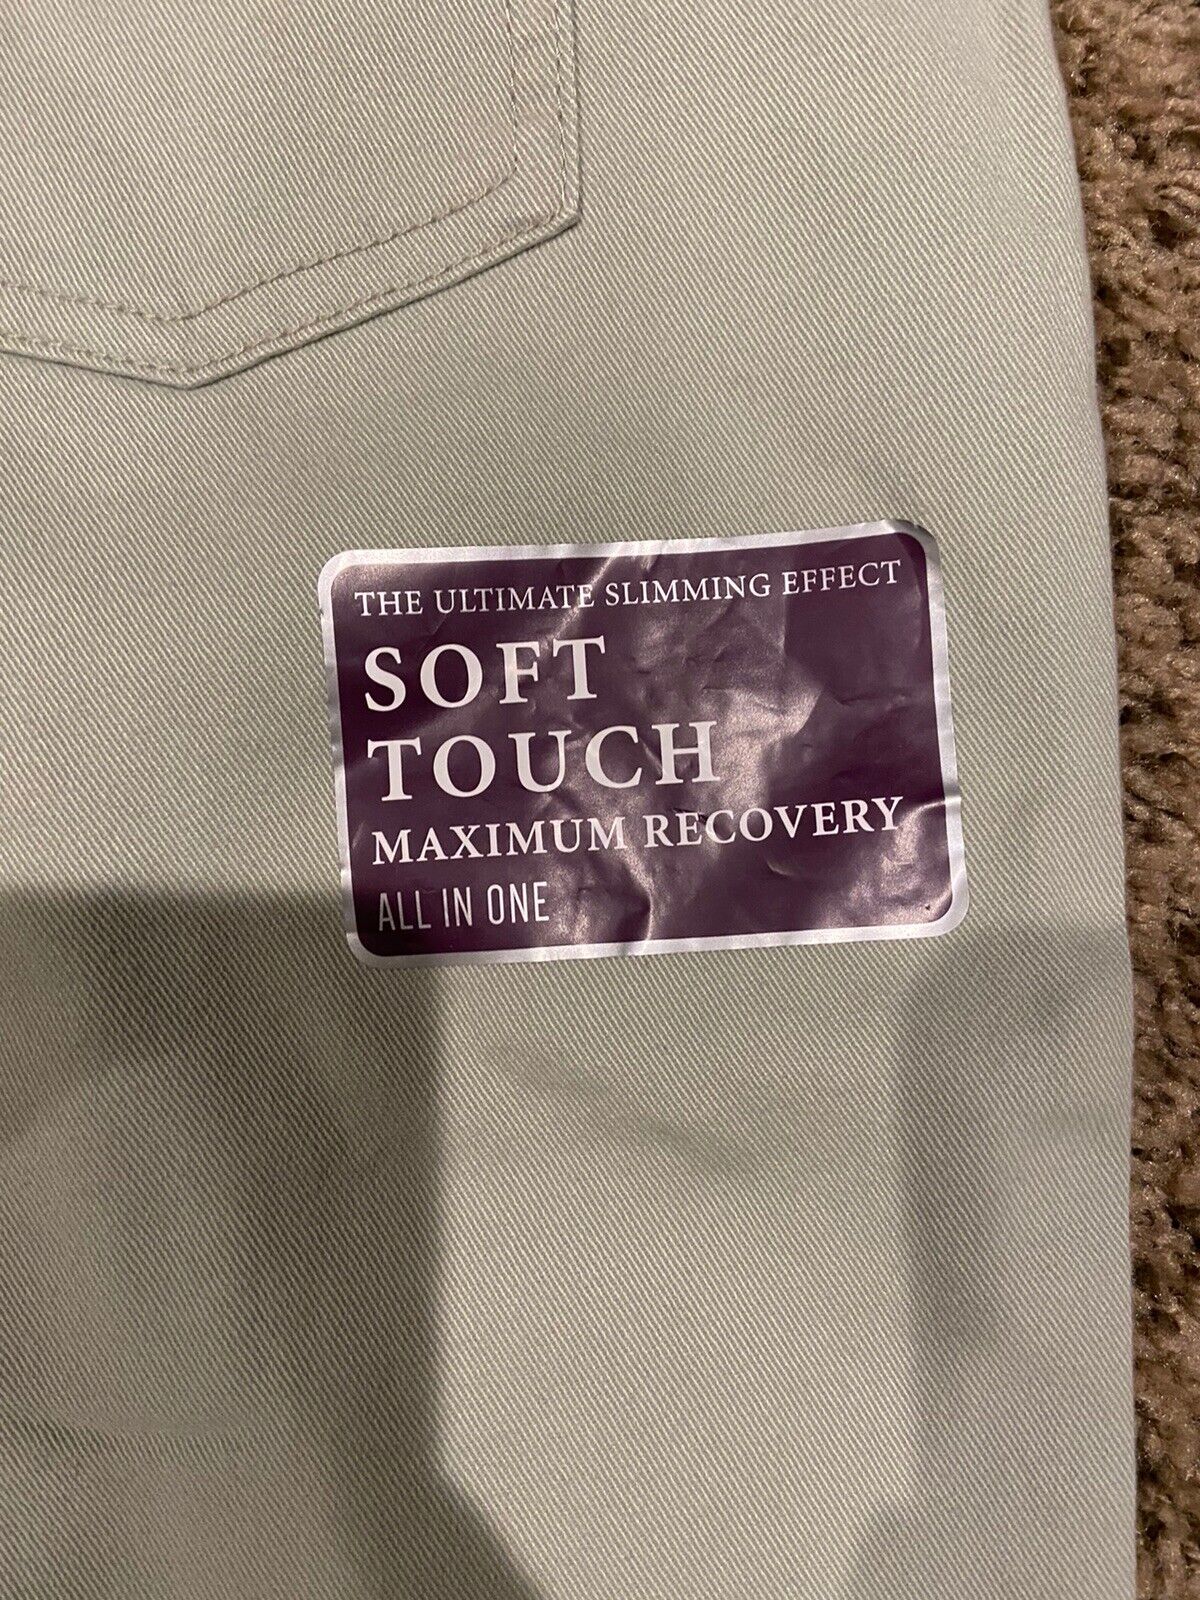 THE ULTIMATE SLIMMING EFFECT
SOFT
TOUCH
MAXIMUM RECOVERY
ALL IN ONE